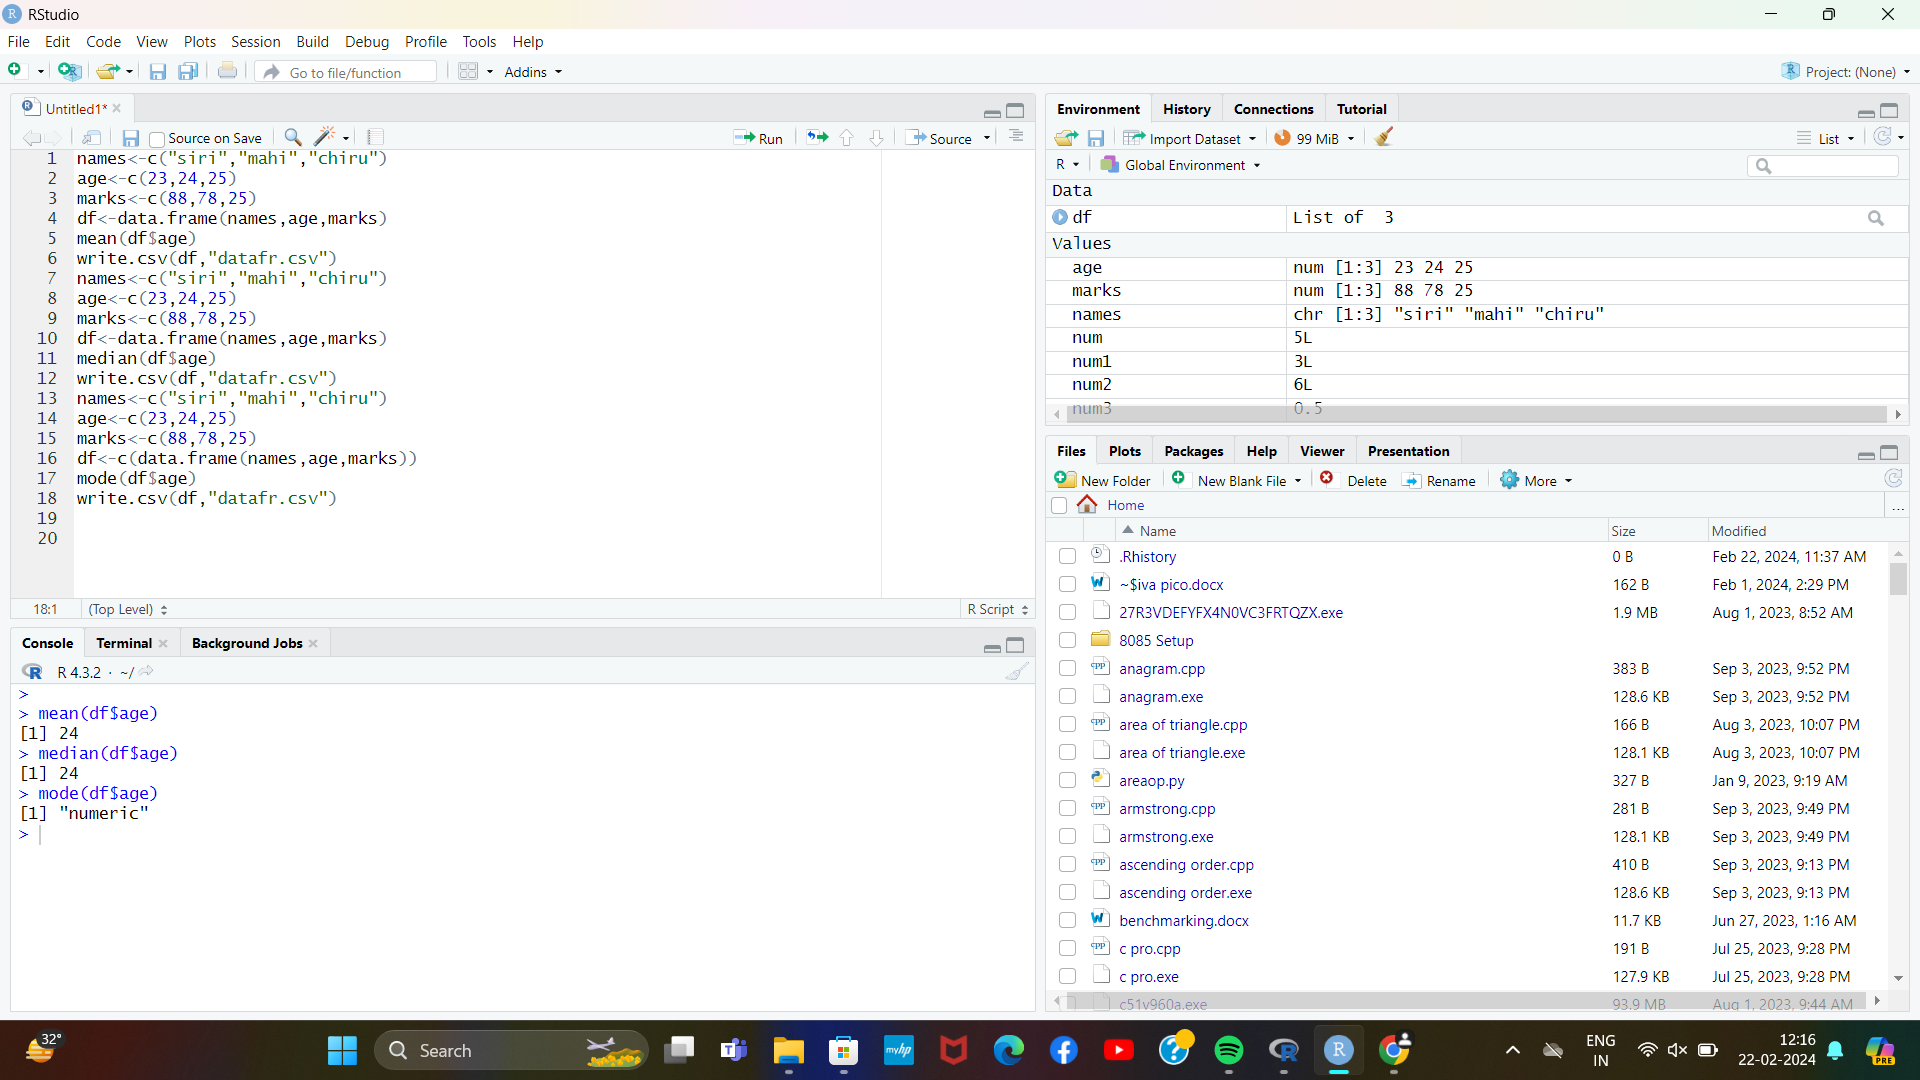 RStudio
File Edit Code View Plots Session Build Debug Profile Tools Help
Go to file/function Addins Project: (None)
Untitled1*
Source on Save Run Source
1 names<-c("siri","mahi","chiru")
2 age<-c(23,24,25)
3 marks<-c(88,78,25)
4 df<-data.frame(names,age,marks)
5 mean(df$age)
6 write.csv(df,"datafr.csv")
7 names<-c("siri","mahi","chiru")
8 age<-c(23,24,25)
9 marks<-c(88,78,25)
10 df<-data.frame(names,age,marks)
11 median(df$age)
12 write.csv(df,"datafr.csv")
13 names<-c("siri","mahi","chiru")
14 age<-c(23,24,25)
15 marks<-c(88,78,25)
16 df<-c(data.frame(names,age,marks))
17 mode(df$age)
18 write.csv(df,"datafr.csv")
19
20
18:1 (Top Level) R Script
Console Terminal Background Jobs
R 4.3.2 · ~/
>
> mean(df$age)
[1] 24
> median(df$age)
[1] 24
> mode(df$age)
[1] "numeric"
>
Environment History Connections Tutorial
Import Dataset 99 MiB List
R Global Environment
Data
df List of 3
Values
age num [1:3] 23 24 25
marks num [1:3] 88 78 25
names chr [1:3] "siri" "mahi" "chiru"
num 5L
num1 3L
num2 6L
num3 0.5
Files Plots Packages Help Viewer Presentation
New Folder New Blank File Delete Rename More
Home ...
Name Size Modified
.Rhistory 0 B Feb 22, 2024, 11:37 AM
~$iva pico.docx 162 B Feb 1, 2024, 2:29 PM
27R3VDEFYFX4N0VC3FRTQZX.exe 1.9 MB Aug 1, 2023, 8:52 AM
8085 Setup
anagram.cpp 383 B Sep 3, 2023, 9:52 PM
anagram.exe 128.6 KB Sep 3, 2023, 9:52 PM
area of triangle.cpp 166 B Aug 3, 2023, 10:07 PM
area of triangle.exe 128.1 KB Aug 3, 2023, 10:07 PM
areaop.py 327 B Jan 9, 2023, 9:19 AM
armstrong.cpp 281 B Sep 3, 2023, 9:49 PM
armstrong.exe 128.1 KB Sep 3, 2023, 9:49 PM
ascending order.cpp 410 B Sep 3, 2023, 9:13 PM
ascending order.exe 128.6 KB Sep 3, 2023, 9:13 PM
benchmarking.docx 11.7 KB Jun 27, 2023, 1:16 AM
c pro.cpp 191 B Jul 25, 2023, 9:28 PM
c pro.exe 127.9 KB Jul 25, 2023, 9:28 PM
c51v960a.exe 93.9 MB Aug 1, 2023, 9:44 AM
32° Search myhp ENG 12:16
IN 22-02-2024 PRE